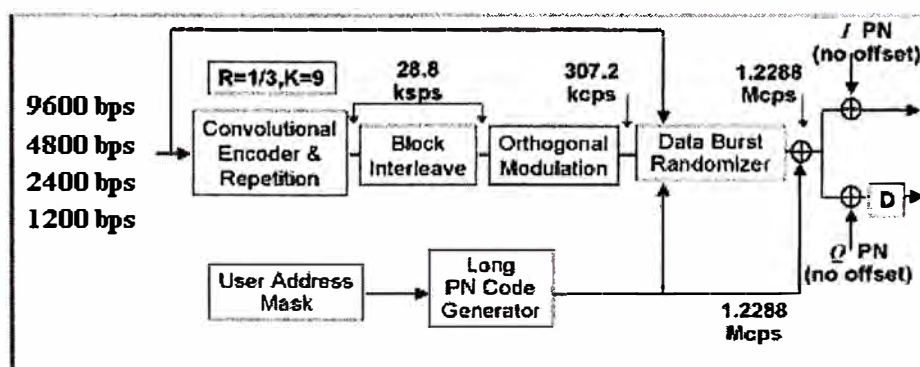 9600 bps
4800 bps
2400 bps
1200 bps
R=1/3,K=9
Convolutional
Encoder &
Repetition
28.8
ksps
Block
Interleave
Orthogonal
Modulation
307.2
kcps
Data Burst
Randomizer
1.2288
Mcps
I PN
(no offset)
D
Q PN
(no offset)
User Address
Mask
Long
PN Code
Generator
1.2288
Mcps